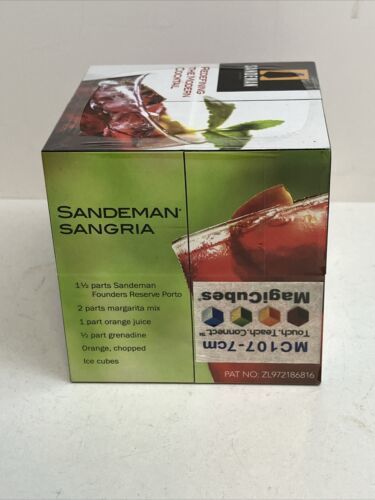 SANDEMAN
REDEFINING
THE MODERN
COCKTAIL
SANDEMAN®
SANGRIA
1½ parts Sandeman
Founders Reserve Porto
2 parts margarita mix
1 part orange juice
½ part grenadine
Orange, chopped
Ice cubes
MC107-7cm
Touch.Teach.Connect.™
MagiCubes®
PAT NO: ZL972186816